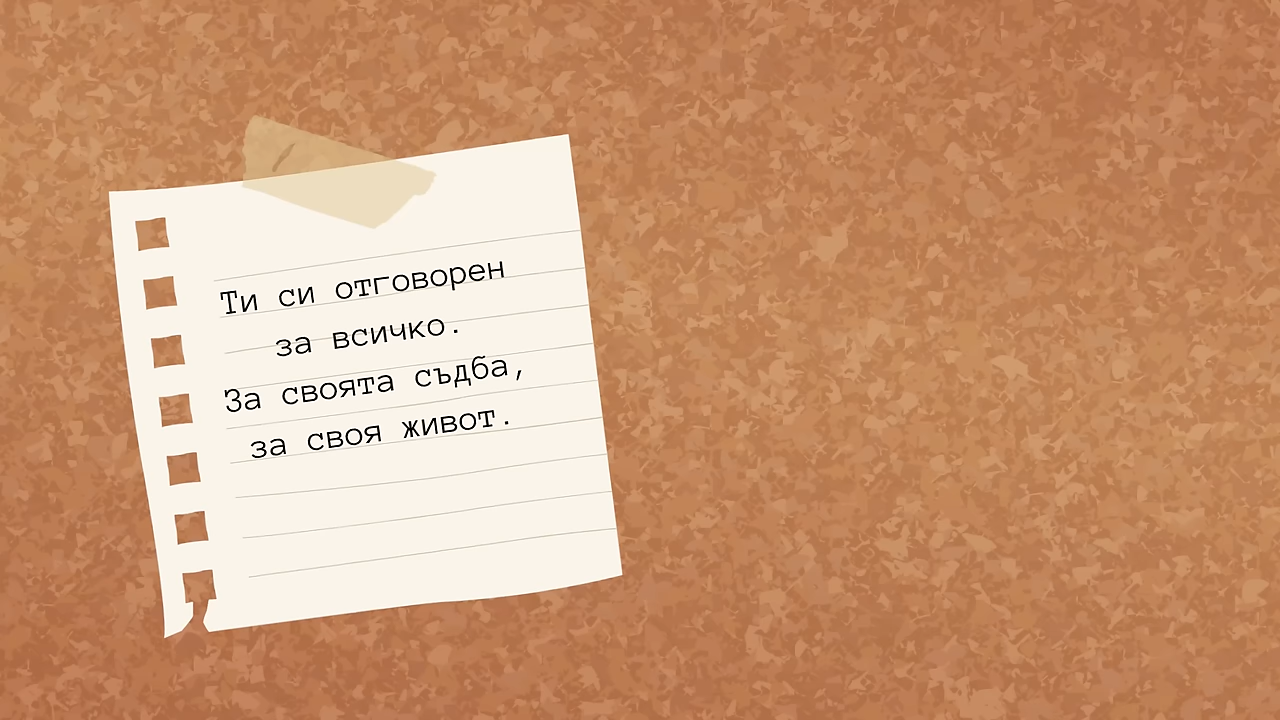 Ти си отговорен
за всичко.
За своята съдба,
за своя живот.